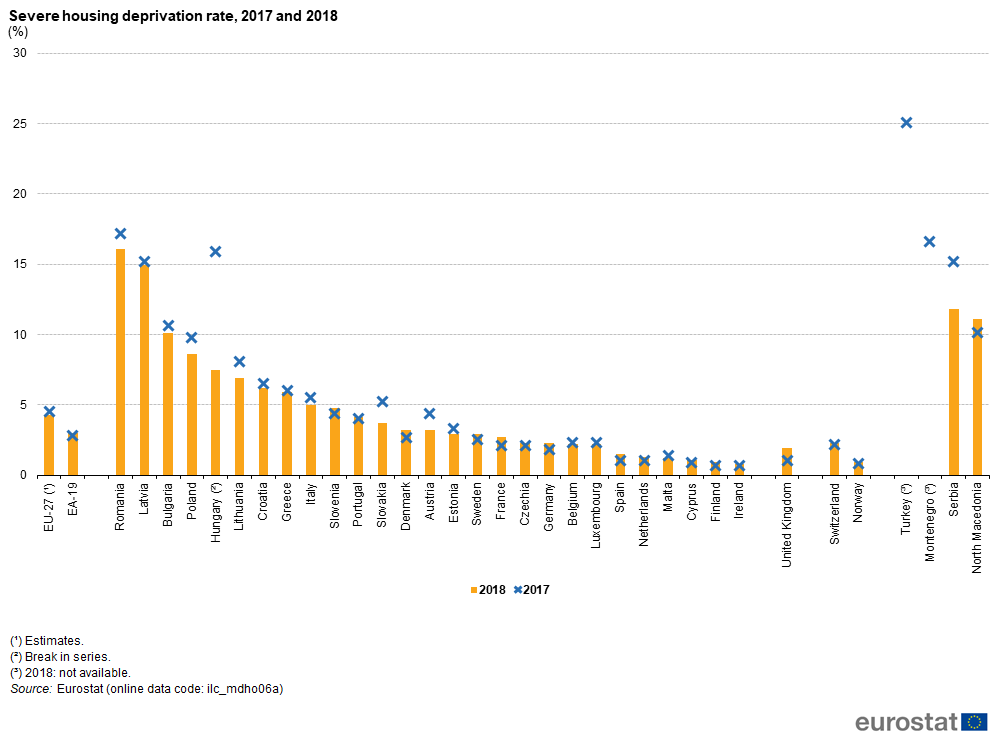 Severe housing deprivation rate, 2017 and 2018
(%)
30
25
20
15
10
5
0
EU-27 (¹)
EA-19
Romania
Latvia
Bulgaria
Poland
Hungary (²)
Lithuania
Croatia
Greece
Italy
Slovenia
Portugal
Slovakia
Denmark
Austria
Estonia
Sweden
France
Czechia
Germany
Belgium
Luxembourg
Spain
Netherlands
Malta
Cyprus
Finland
Ireland
United Kingdom
Switzerland
Norway
Turkey (³)
Montenegro (³)
Serbia
North Macedonia
2018 2017
(¹) Estimates.
(²) Break in series.
(³) 2018: not available.
Source: Eurostat (online data code: ilc_mdho06a)
eurostat